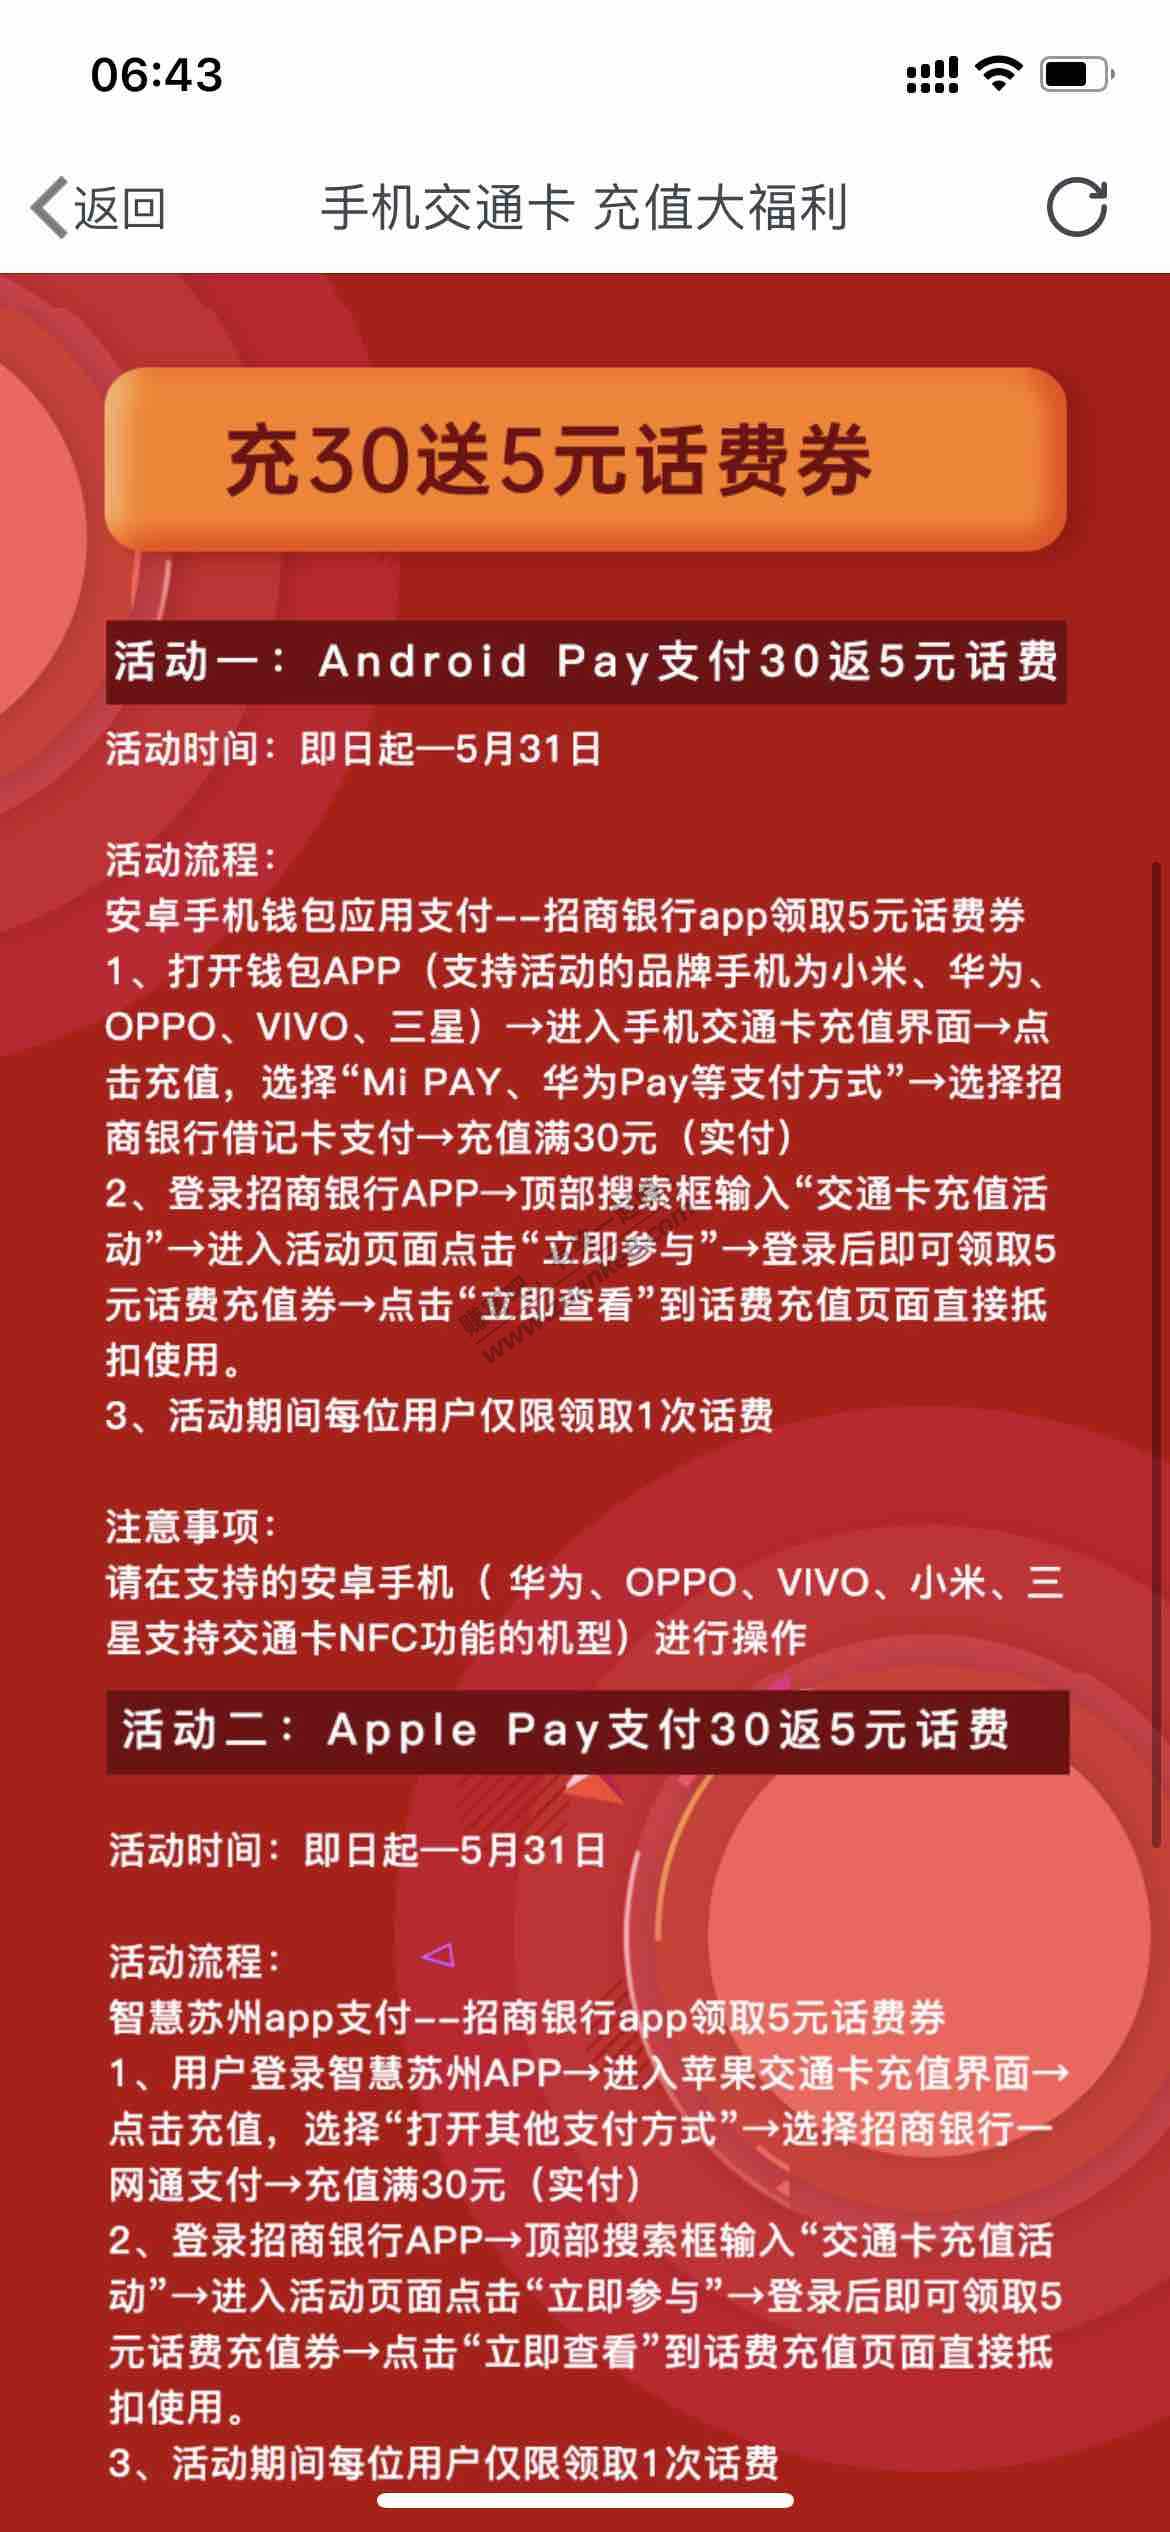 06:43
返回
手机交通卡 充值大福利
充30送5元话费券
活动一：Android Pay支付30返5元话费
活动时间：即日起—5月31日
活动流程：
安卓手机钱包应用支付--招商银行app领取5元话费券
1、打开钱包APP（支持活动的品牌手机为小米、华为、
OPPO、VIVO、三星）→进入手机交通卡充值界面→点
击充值，选择“Mi PAY、华为Pay等支付方式”→选择招
商银行借记卡支付→充值满30元（实付）
2、登录招商银行APP→顶部搜索框输入“交通卡充值活
动”→进入活动页面点击“立即参与”→登录后即可领取5
元话费充值券→点击“立即查看”到话费充值页面直接抵
扣使用。
3、活动期间每位用户仅限领取1次话费
注意事项：
请在支持的安卓手机（ 华为、OPPO、VIVO、小米、三
星支持交通卡NFC功能的机型）进行操作
活动二：Apple Pay支付30返5元话费
活动时间：即日起—5月31日
活动流程：
智慧苏州app支付--招商银行app领取5元话费券
1、用户登录智慧苏州APP→进入苹果交通卡充值界面→
点击充值，选择“打开其他支付方式”→选择招商银行一
网通支付→充值满30元（实付）
2、登录招商银行APP→顶部搜索框输入“交通卡充值活
动”→进入活动页面点击“立即参与”→登录后即可领取5
元话费充值券→点击“立即查看”到话费充值页面直接抵
扣使用。
3、活动期间每位用户仅限领取1次话费